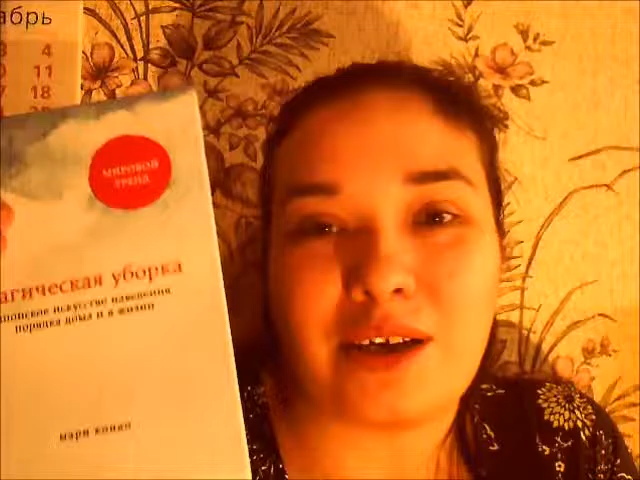 абрь
4
11
18
МИРОВОЙ
ТРЕНД
агическая уборка
японское искусство наведения
порядка дома и в жизни
мари кондо